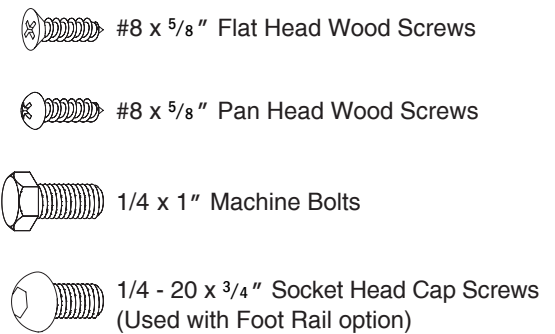 #8 x 5/8" Flat Head Wood Screws
#8 x 5/8" Pan Head Wood Screws
1/4 x 1" Machine Bolts
1/4 - 20 x 3/4" Socket Head Cap Screws
(Used with Foot Rail option)